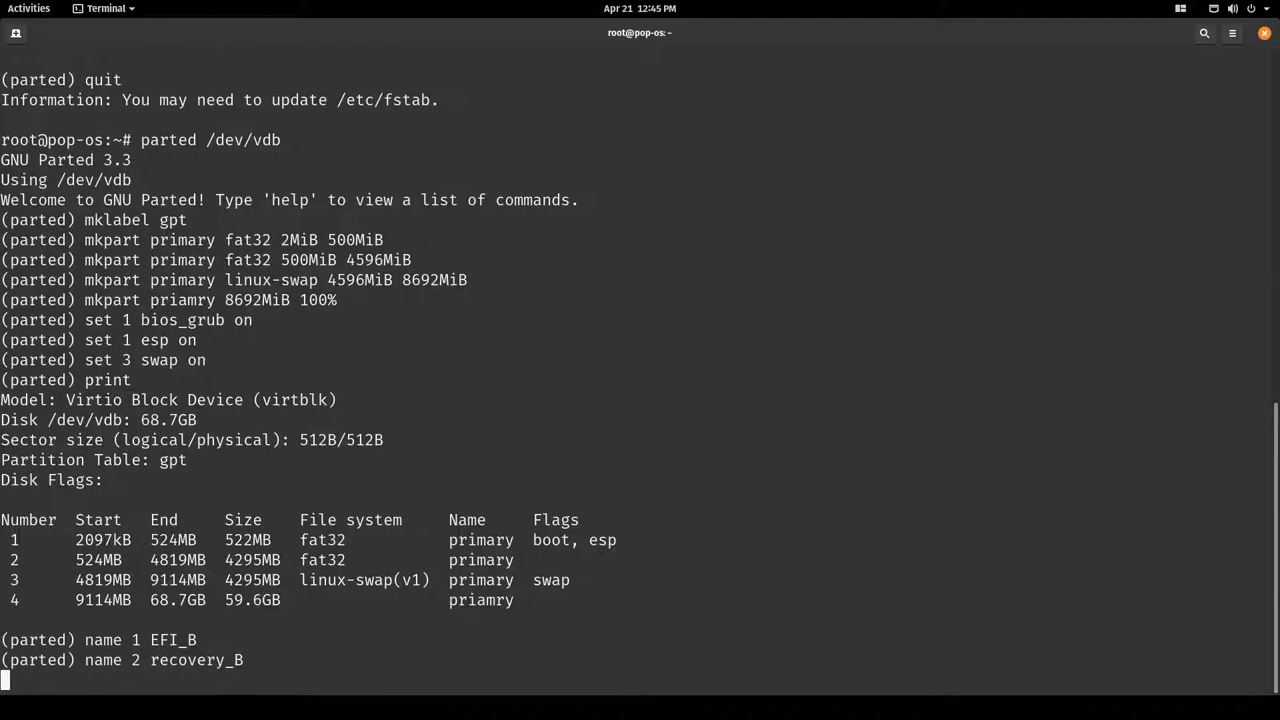 Activities
Terminal
Apr 21 12:45 PM
root@pop-os: ~
(parted) quit
Information: You may need to update /etc/fstab.
root@pop-os:~# parted /dev/vdb
GNU Parted 3.3
Using /dev/vdb
Welcome to GNU Parted! Type 'help' to view a list of commands.
(parted) mklabel gpt
(parted) mkpart primary fat32 2MiB 500MiB
(parted) mkpart primary fat32 500MiB 4596MiB
(parted) mkpart primary linux-swap 4596MiB 8692MiB
(parted) mkpart priamry 8692MiB 100%
(parted) set 1 bios_grub on
(parted) set 1 esp on
(parted) set 3 swap on
(parted) print
Model: Virtio Block Device (virtblk)
Disk /dev/vdb: 68.7GB
Sector size (logical/physical): 512B/512B
Partition Table: gpt
Disk Flags:
Number Start End Size File system Name Flags
1 2097kB 524MB 522MB fat32 primary boot, esp
2 524MB 4819MB 4295MB fat32 primary
3 4819MB 9114MB 4295MB linux-swap(v1) primary swap
4 9114MB 68.7GB 59.6GB priamry
(parted) name 1 EFI_B
(parted) name 2 recovery_B